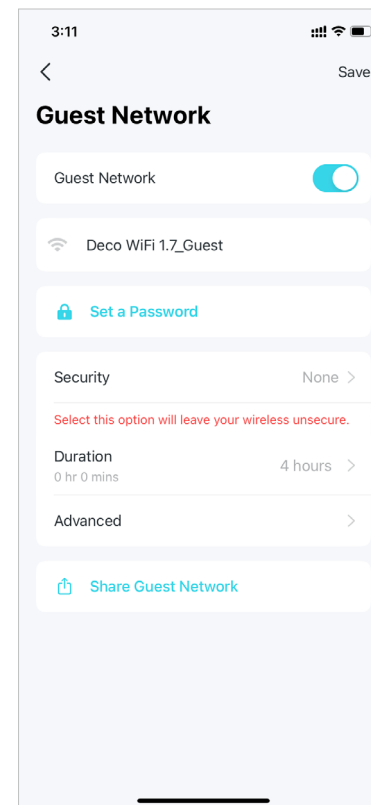 3:11
Save
Guest Network
Guest Network
Deco WiFi 1.7_Guest
Set a Password
Security None
Select this option will leave your wireless unsecure.
Duration 4 hours
0 hr 0 mins
Advanced
Share Guest Network